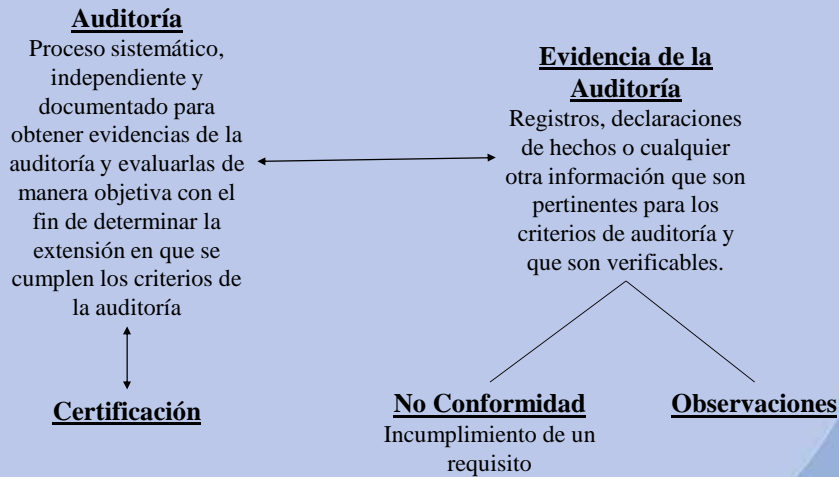 Auditoría
Proceso sistemático,
independiente y
documentado para
obtener evidencias de la
auditoría y evaluarlas de
manera objetiva con el
fin de determinar la
extensión en que se
cumplen los criterios de
la auditoría
Evidencia de la
Auditoría
Registros, declaraciones
de hechos o cualquier
otra información que son
pertinentes para los
criterios de auditoría y
que son verificables.
Certificación
No Conformidad
Incumplimiento de un
requisito
Observaciones